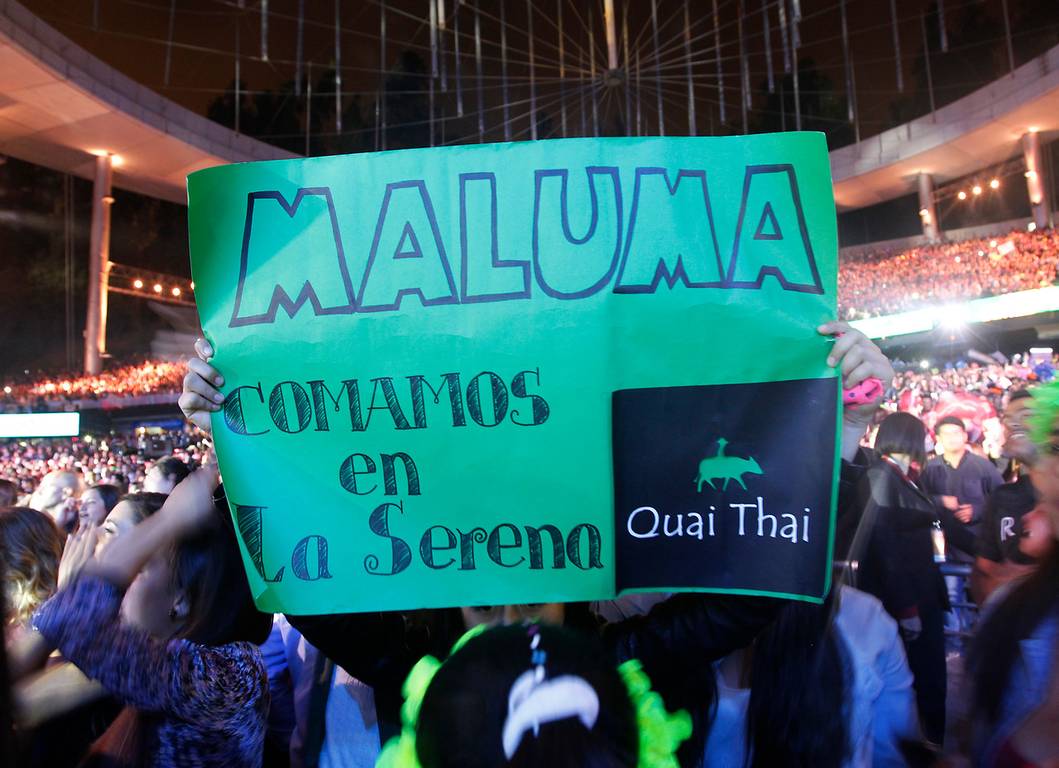 MALUMA
COMAMOS
en
La Serena
Quai Thai
R